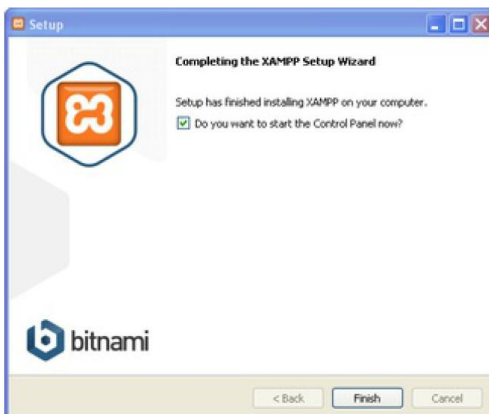 Setup
Completing the XAMPP Setup Wizard
Setup has finished installing XAMPP on your computer.
Do you want to start the Control Panel now?
bitnami
< Back
Finish
Cancel